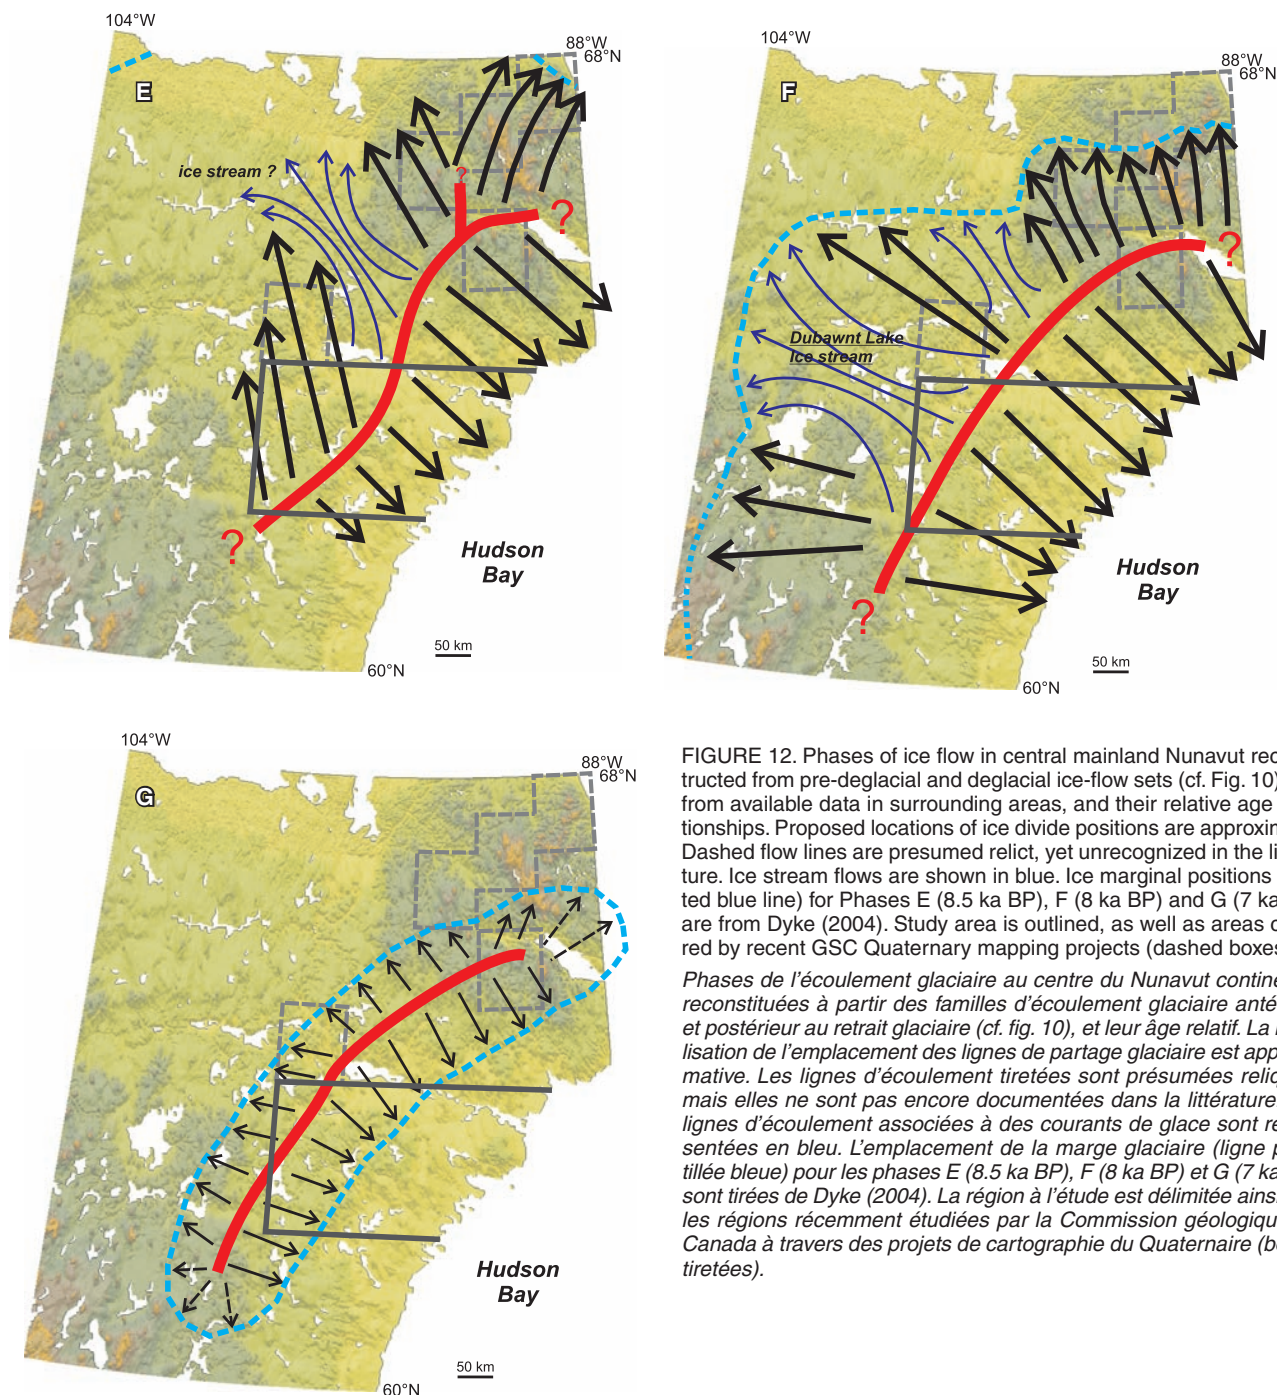 104°W
88°W
68°N
E
ice stream ?
?
?
?
Hudson
Bay
50 km
60°N
104°W
88°W
68°N
F
Dubawnt Lake
Ice stream
?
?
Hudson
Bay
50 km
60°N
104°W
88°W
68°N
G
Hudson
Bay
50 km
60°N
FIGURE 12. Phases of ice flow in central mainland Nunavut rec
tructed from pre-deglacial and deglacial ice-flow sets (cf. Fig. 10)
from available data in surrounding areas, and their relative age
tionships. Proposed locations of ice divide positions are approxin
Dashed flow lines are presumed relict, yet unrecognized in the li
ture. Ice stream flows are shown in blue. Ice marginal positions
ted blue line) for Phases E (8.5 ka BP), F (8 ka BP) and G (7 ka
are from Dyke (2004). Study area is outlined, as well as areas c
red by recent GSC Quaternary mapping projects (dashed boxes
Phases de l'écoulement glaciaire au centre du Nunavut contine
reconstituées à partir des familles d'écoulement glaciaire anté
et postérieur au retrait glaciaire (cf. fig. 10), et leur âge relatif. La
lisation de l'emplacement des lignes de partage glaciaire est app
mative. Les lignes d'écoulement tiretées sont présumées reliq
mais elles ne sont pas encore documentées dans la littérature
lignes d'écoulement associées à des courants de glace sont re
sentées en bleu. L'emplacement de la marge glaciaire (ligne p
tillée bleue) pour les phases E (8.5 ka BP), F (8 ka BP) et G (7 ka
sont tirées de Dyke (2004). La région à l'étude est délimitée ains
les régions récemment étudiées par la Commission géologiqu
Canada à travers des projets de cartographie du Quaternaire (b
tiretées).